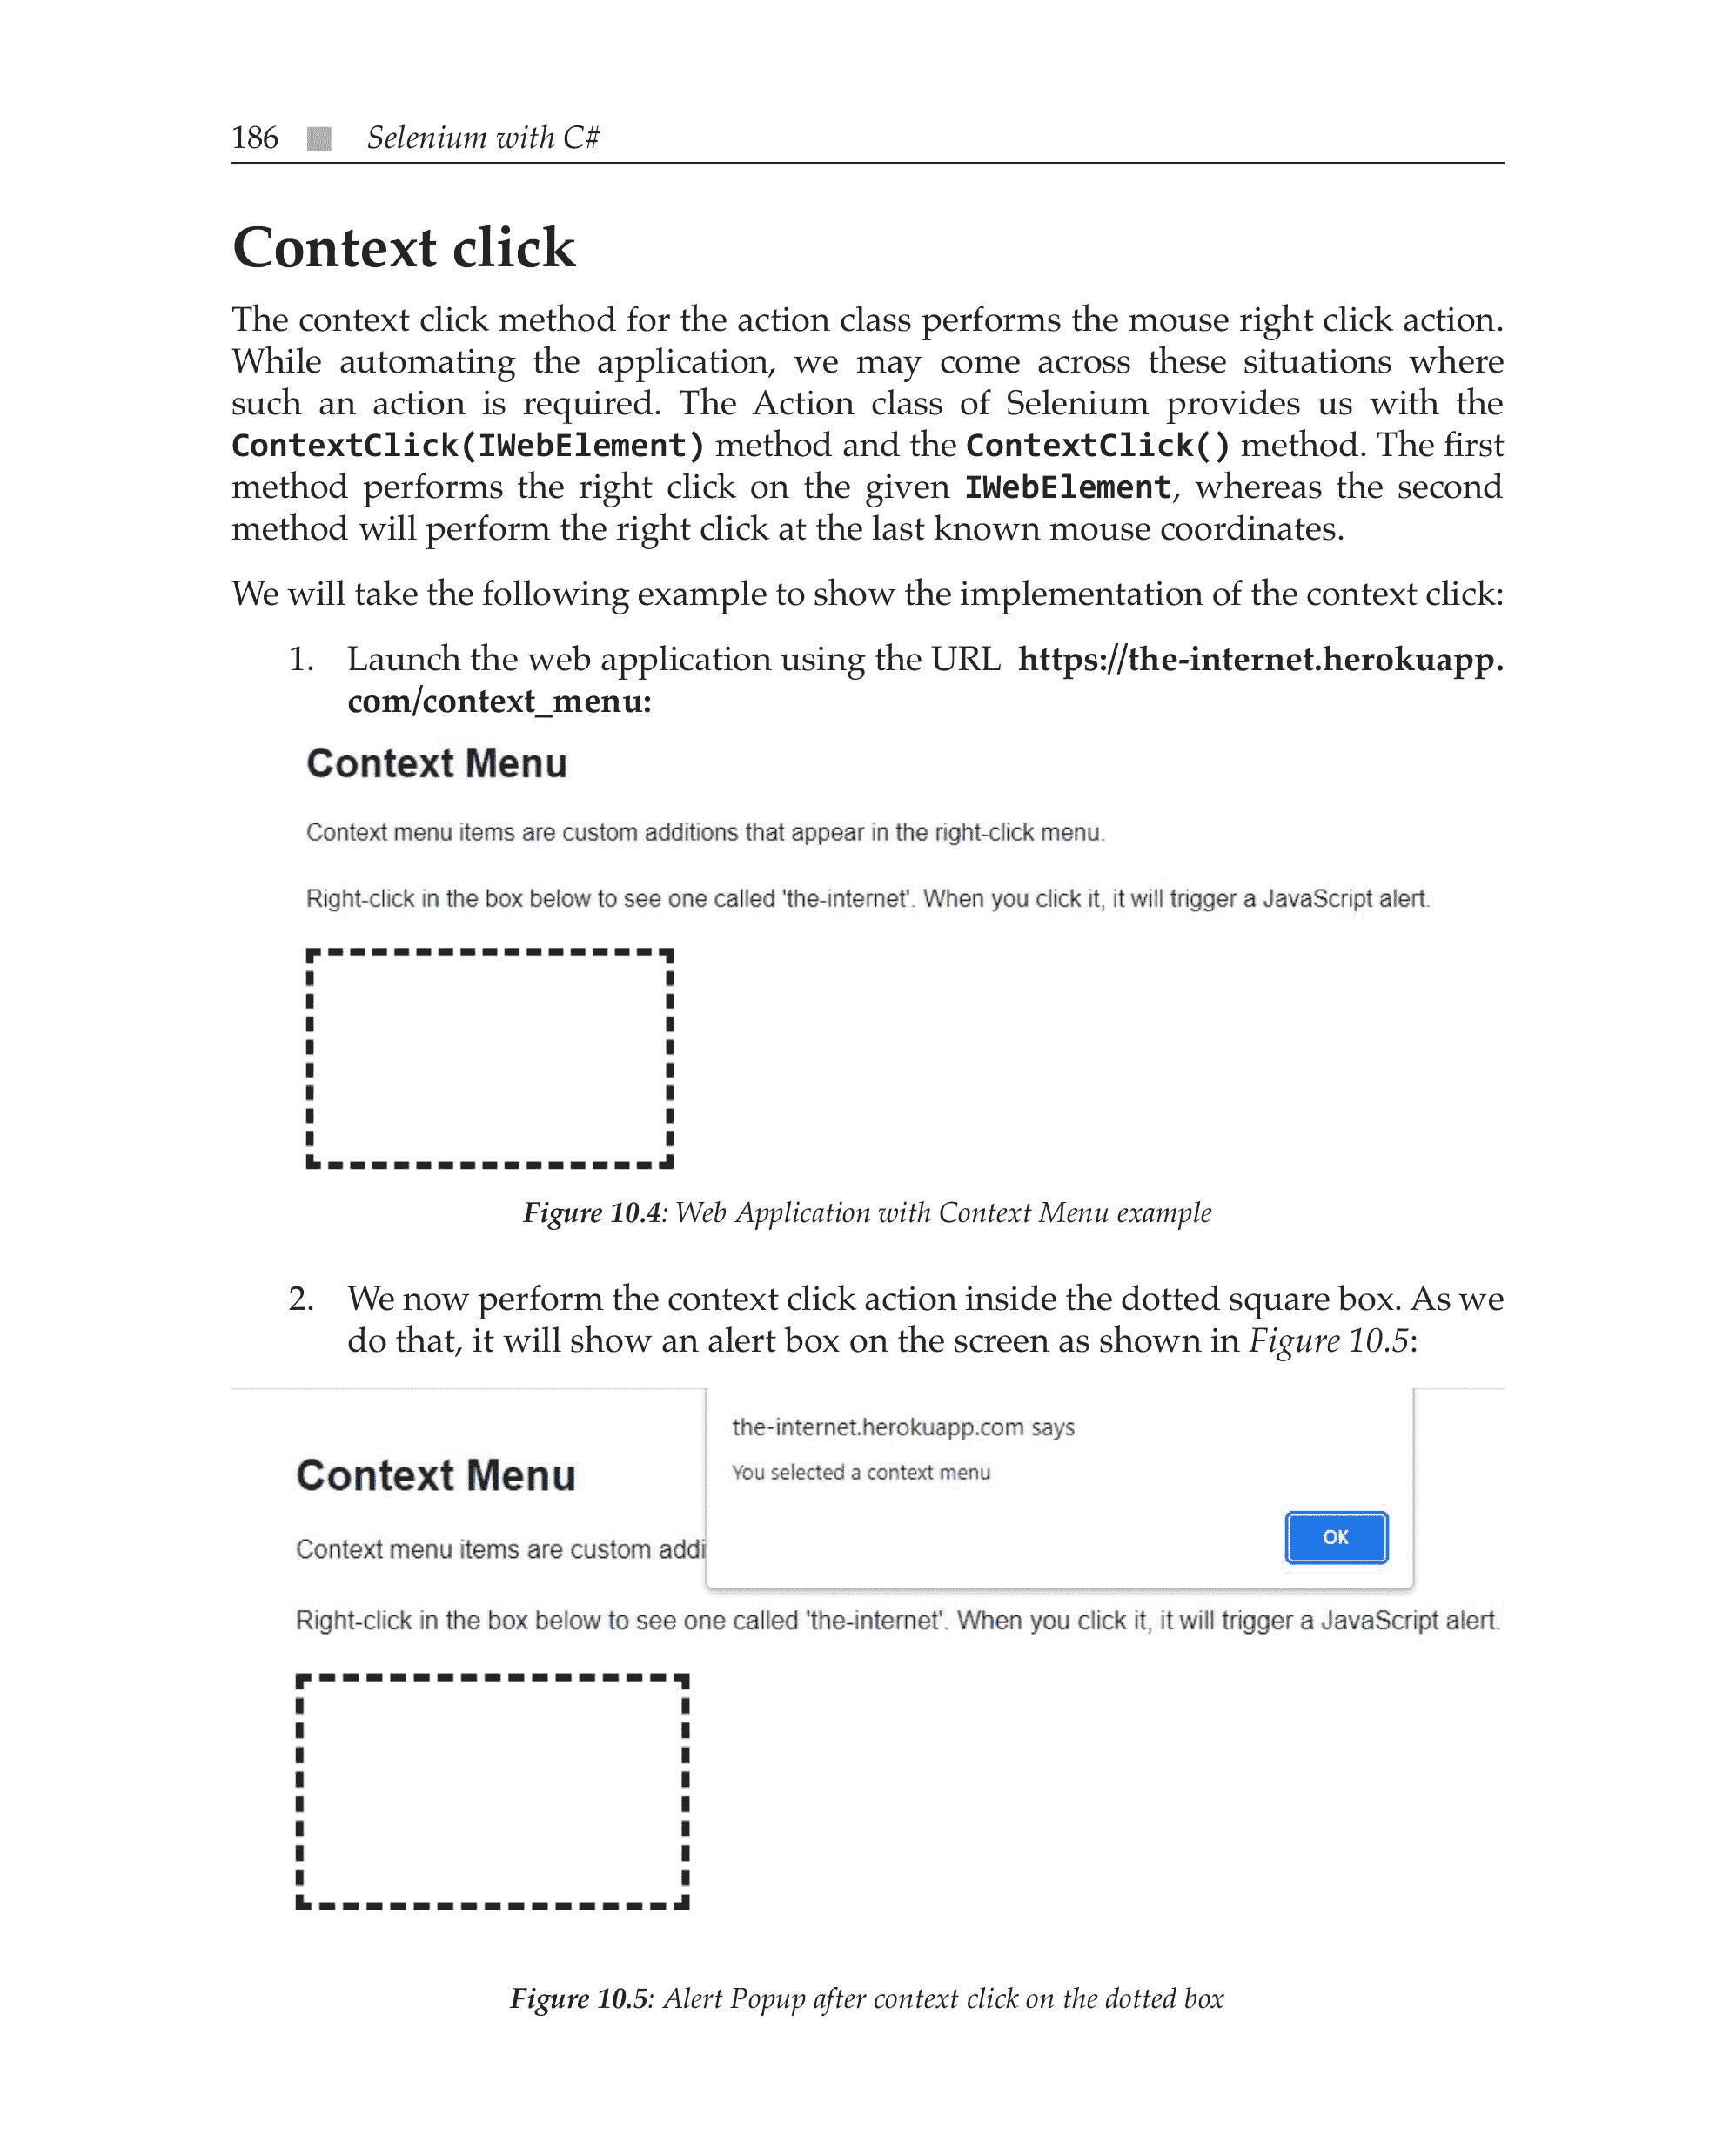 186 Selenium with C#
Context click
The context click method for the action class performs the mouse right click action.
While automating the application, we may come across these situations where
such an action is required. The Action class of Selenium provides us with the
ContextClick(IWebElement) method and the ContextClick() method. The first
method performs the right click on the given IWebElement, whereas the second
method will perform the right click at the last known mouse coordinates.
We will take the following example to show the implementation of the context click:
1. Launch the web application using the URL https://the-internet.herokuapp.
com/context_menu:
Context Menu
Context menu items are custom additions that appear in the right-click menu.
Right-click in the box below to see one called 'the-internet'. When you click it, it will trigger a JavaScript alert.
Figure 10.4: Web Application with Context Menu example
2. We now perform the context click action inside the dotted square box. As we
do that, it will show an alert box on the screen as shown in Figure 10.5:
the-internet.herokuapp.com says
You selected a context menu
OK
Context Menu
Context menu items are custom addi
Right-click in the box below to see one called 'the-internet'. When you click it, it will trigger a JavaScript alert.
Figure 10.5: Alert Popup after context click on the dotted box